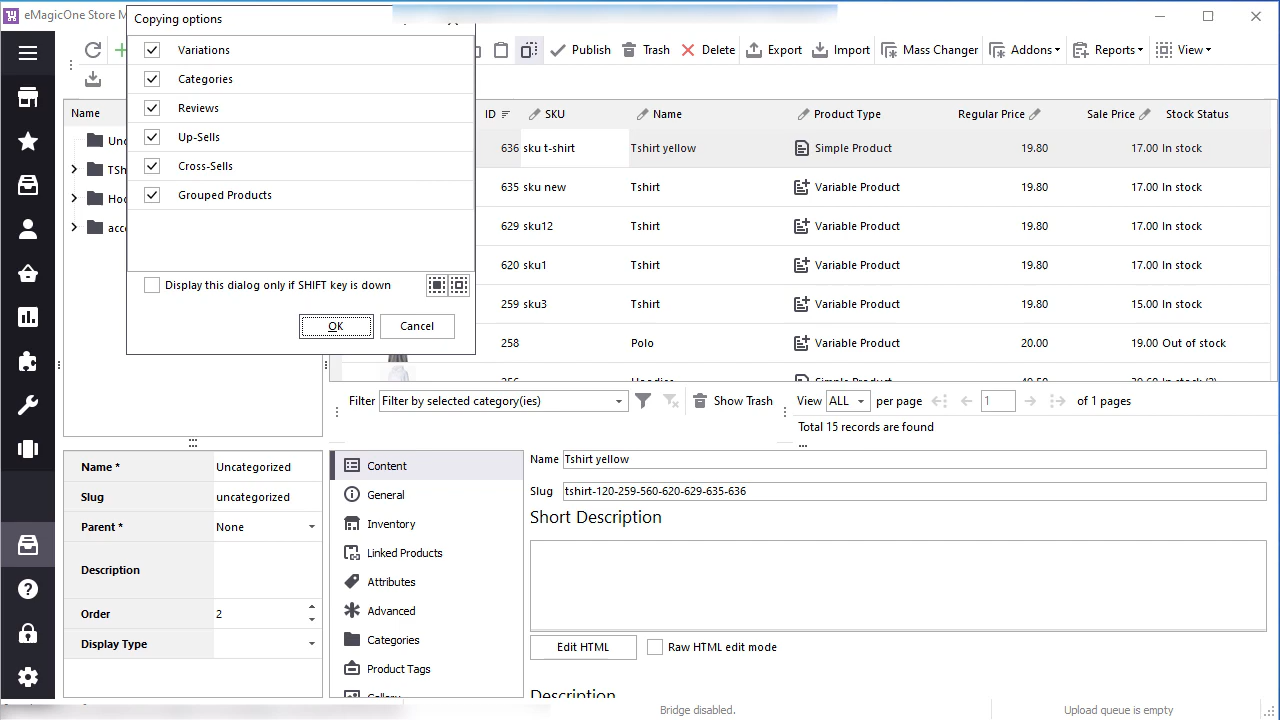 eMagicOne Store M
Copying options
Variations
Categories
Reviews
Up-Sells
Cross-Sells
Grouped Products
Display this dialog only if SHIFT key is down
OK
Cancel
Publish
Trash
Delete
Export
Import
Mass Changer
Addons
Reports
View
Name
Unc
TSh
Hoo
acce
ID SKU Name Product Type Regular Price Sale Price Stock Status
636 sku t-shirt Tshirt yellow Simple Product 19.80 17.00 In stock
635 sku new Tshirt Variable Product 19.80 17.00 In stock
629 sku12 Tshirt Variable Product 19.80 17.00 In stock
620 sku1 Tshirt Variable Product 19.80 17.00 In stock
259 sku3 Tshirt Variable Product 19.80 15.00 In stock
258 Polo Variable Product 20.00 19.00 Out of stock
Filter Filter by selected category(ies) Show Trash View ALL per page 1 of 1 pages
Total 15 records are found
Name * Uncategorized
Slug uncategorized
Parent * None
Description
Order 2
Display Type
Content
General
Inventory
Linked Products
Attributes
Advanced
Categories
Product Tags
Name Tshirt yellow
Slug tshirt-120-259-560-620-629-635-636
Short Description
Edit HTML Raw HTML edit mode
Description
Bridge disabled. Upload queue is empty